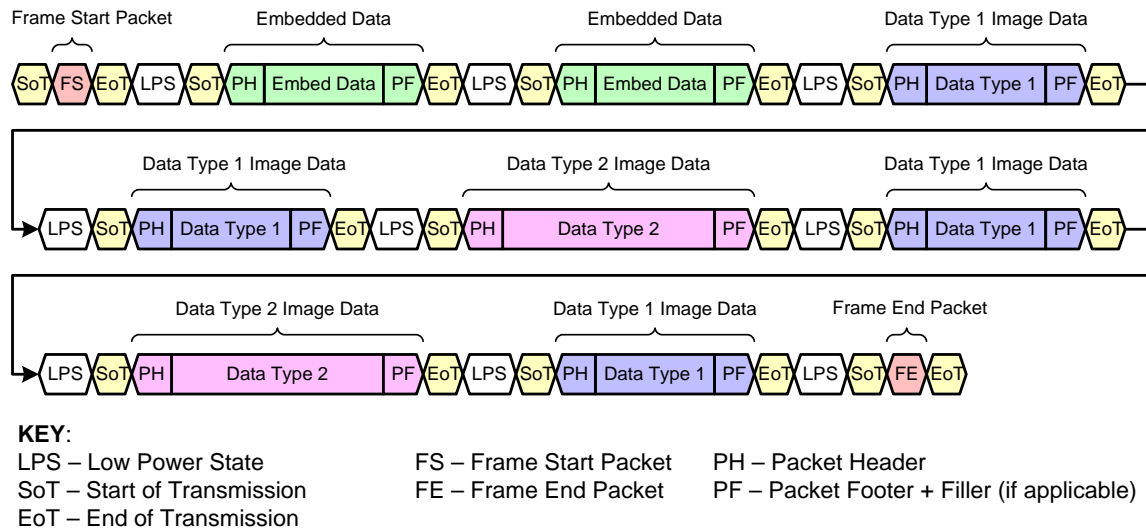 Frame Start Packet Embedded Data Embedded Data Data Type 1 Image Data
SoT FS EoT LPS SoT PH Embed Data PF EoT LPS SoT PH Embed Data PF EoT LPS SoT PH Data Type 1 PF EoT
Data Type 1 Image Data Data Type 2 Image Data Data Type 1 Image Data
LPS SoT PH Data Type 1 PF EoT LPS SoT PH Data Type 2 PF EoT LPS SoT PH Data Type 1 PF EoT
Data Type 2 Image Data Data Type 1 Image Data Frame End Packet
LPS SoT PH Data Type 2 PF EoT LPS SoT PH Data Type 1 PF EoT LPS SoT FE EoT
KEY:
LPS – Low Power State FS – Frame Start Packet PH – Packet Header
SoT – Start of Transmission FE – Frame End Packet PF – Packet Footer + Filler (if applicable)
EoT – End of Transmission